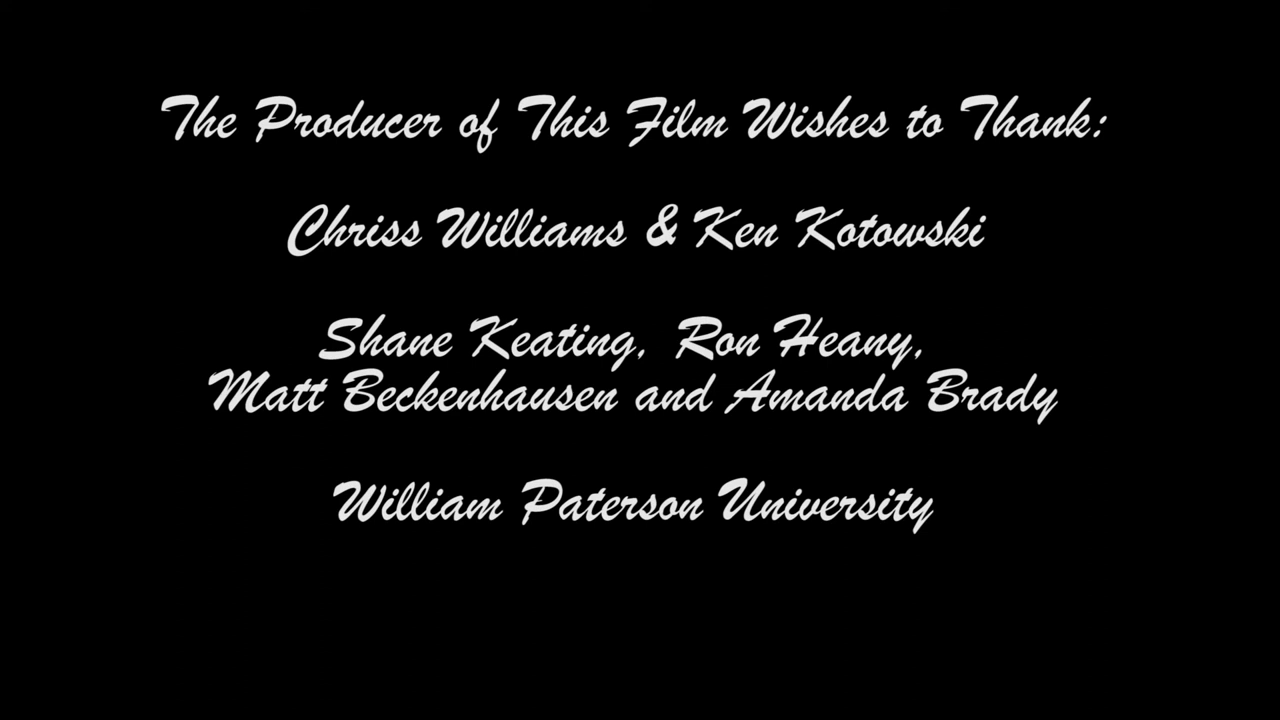 The Producer of This Film Wishes to Thank:
Chriss Williams & Ken Kotowski
Shane Keating, Ron Heany,
Matt Beckenhausen and Amanda Brady
William Paterson University